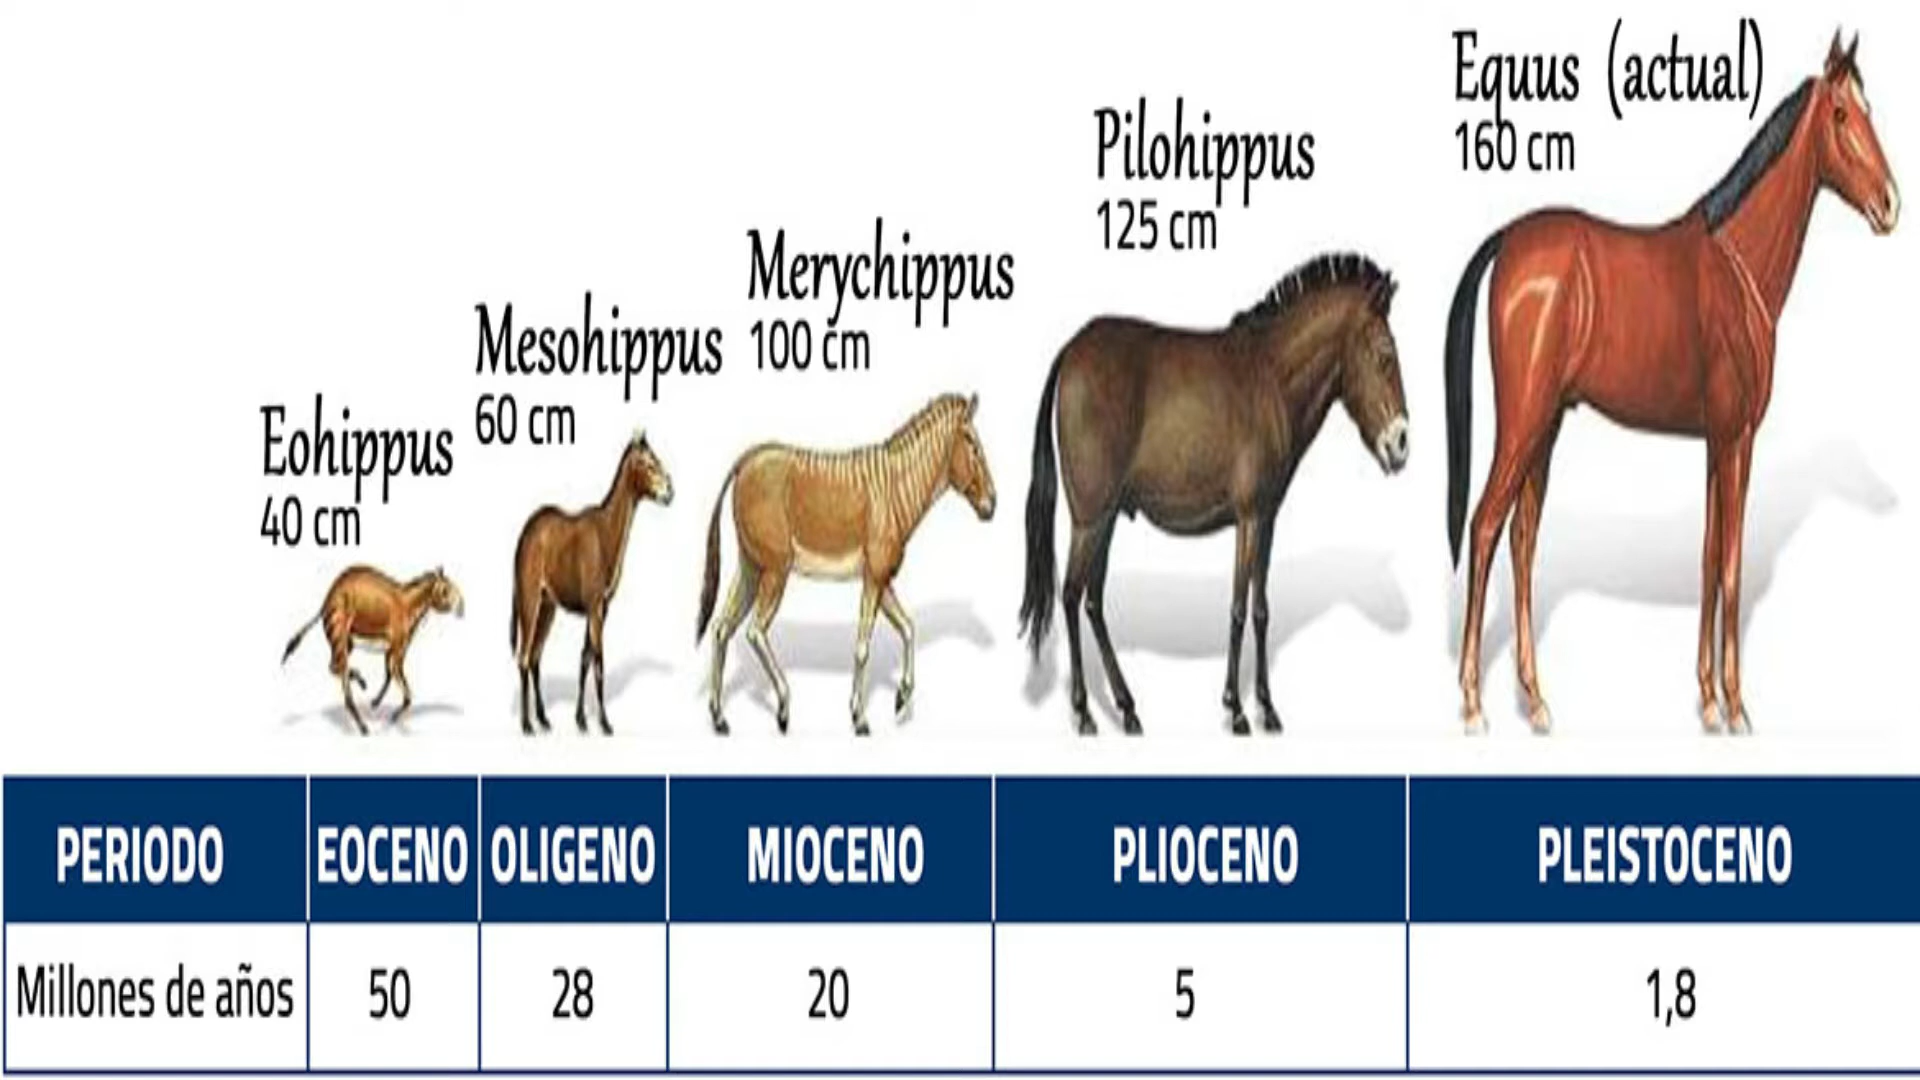 Eohippus
40 cm
Mesohippus
60 cm
Merychippus
100 cm
Pilohippus
125 cm
Equus (actual)
160 cm
PERIODO EOCENO OLIGENO MIOCENO PLIOCENO PLEISTOCENO
Millones de años 50 28 20 5 1,8